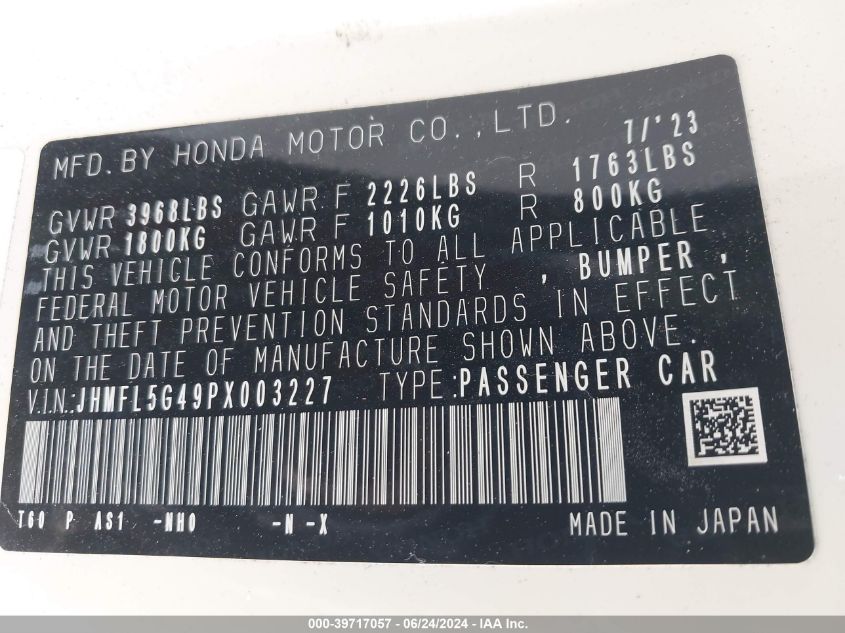 MFD. BY HONDA MOTOR CO., LTD. 7/'23
GVWR 3968LBS GAWR F 2226LBS R 1763LBS
GVWR 1800KG GAWR F 1010KG R 800KG
THIS VEHICLE CONFORMS TO ALL APPLICABLE
FEDERAL MOTOR VEHICLE SAFETY , BUMPER ,
AND THEFT PREVENTION STANDARDS IN EFFECT
ON THE DATE OF MANUFACTURE SHOWN ABOVE.
V.I.N.:JHMFL5G49PX003227 TYPE:PASSENGER CAR
T60 P AS1 -NH0 -N -X MADE IN JAPAN
000-39717057 - 06/24/2024 - IAA Inc.